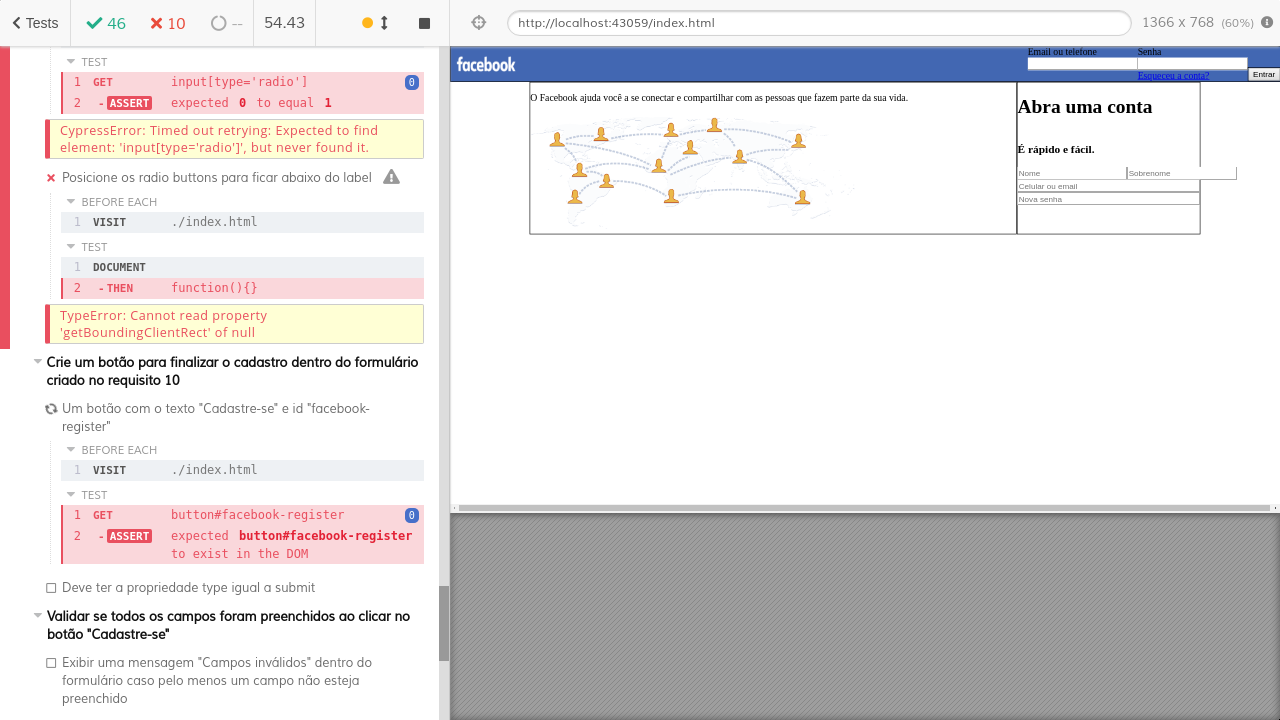 Tests 46 10 -- 54.43
http://localhost:43059/index.html 1366 x 768 (60%)
TEST
1 GET input[type='radio'] 0
2 - ASSERT expected 0 to equal 1
CypressError: Timed out retrying: Expected to find
element: 'input[type='radio']', but never found it.
Posicione os radio buttons para ficar abaixo do label
BEFORE EACH
1 VISIT ./index.html
TEST
1 DOCUMENT
2 - THEN function(){}
TypeError: Cannot read property
'getBoundingClientRect' of null
Crie um botão para finalizar o cadastro dentro do formulário
criado no requisito 10
Um botão com o texto "Cadastre-se" e id "facebook-
register"
BEFORE EACH
1 VISIT ./index.html
TEST
1 GET button#facebook-register 0
2 - ASSERT expected button#facebook-register
to exist in the DOM
Deve ter a propriedade type igual a submit
Validar se todos os campos foram preenchidos ao clicar no
botão "Cadastre-se"
Exibir uma mensagem "Campos inválidos" dentro do
formulário caso pelo menos um campo não esteja
preenchido
facebook
Email ou telefone Senha
Esqueceu a conta? Entrar
O Facebook ajuda você a se conectar e compartilhar com as pessoas que fazem parte da sua vida.
Abra uma conta
É rápido e fácil.
Nome Sobrenome
Celular ou email
Nova senha